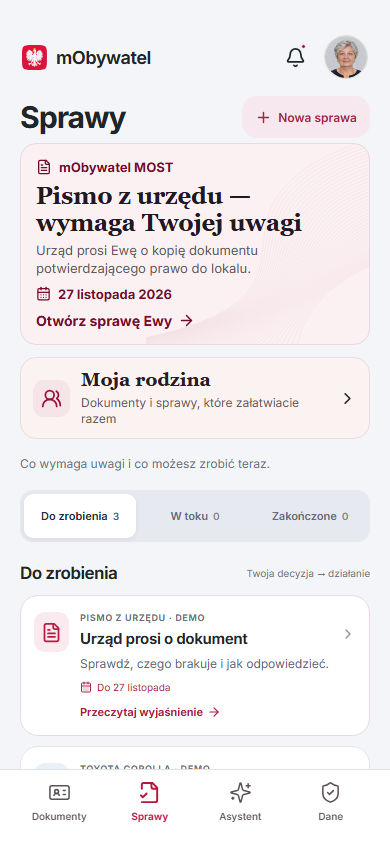 mObywatel
Sprawy
Nowa sprawa
mObywatel MOST
Pismo z urzędu —
wymaga Twojej uwagi
Urząd prosi Ewę o kopię dokumentu
potwierdzającego prawo do lokalu.
27 listopada 2026
Otwórz sprawę Ewy →
Moja rodzina
Dokumenty i sprawy, które załatwiacie
razem
Co wymaga uwagi i co możesz zrobić teraz.
Do zrobienia 3
W toku 0
Zakończone 0
Do zrobienia
Twoja decyzja → działanie
PISMO Z URZĘDU · DEMO
Urząd prosi o dokument
Sprawdź, czego brakuje i jak odpowiedzieć.
Do 27 listopada
Przeczytaj wyjaśnienie →
TOYOTA COROLLA · DEMO
Dokumenty
Sprawy
Asystent
Dane